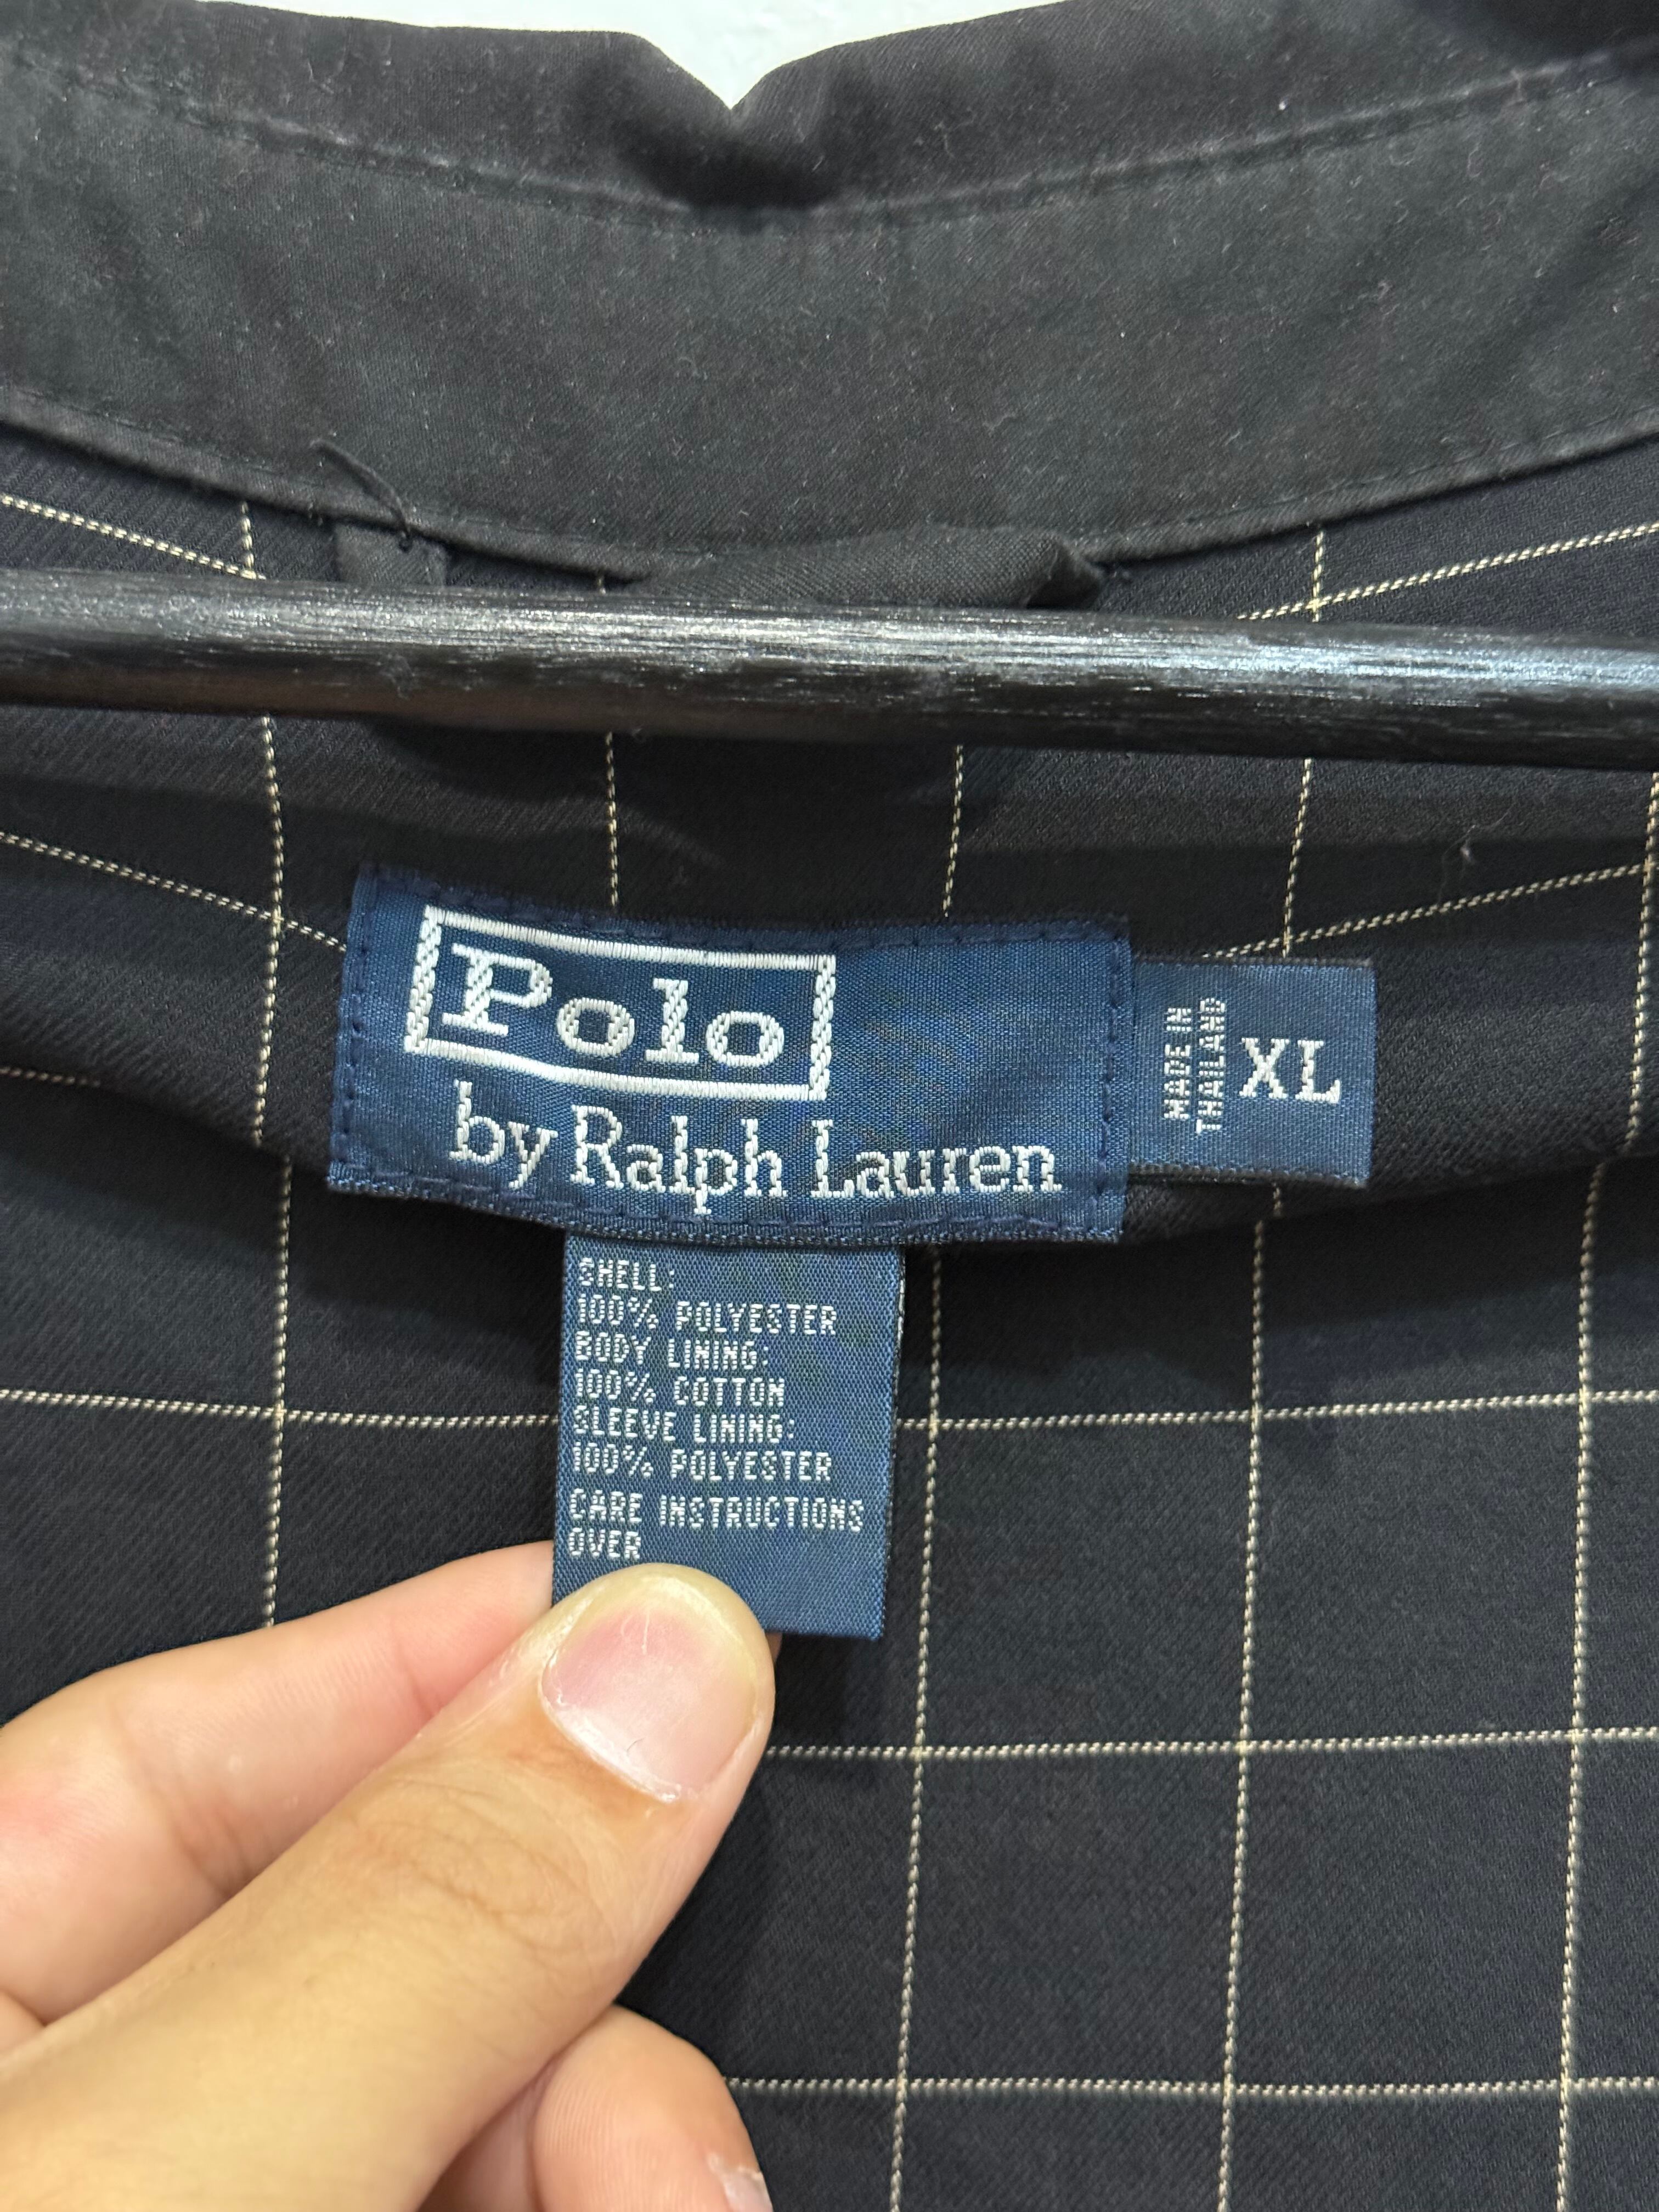 Polo
by Ralph Lauren
MADE IN
THAILAND
XL
SHELL:
100% POLYESTER
BODY LINING:
100% COTTON
SLEEVE LINING:
100% POLYESTER
CARE INSTRUCTIONS
OVER